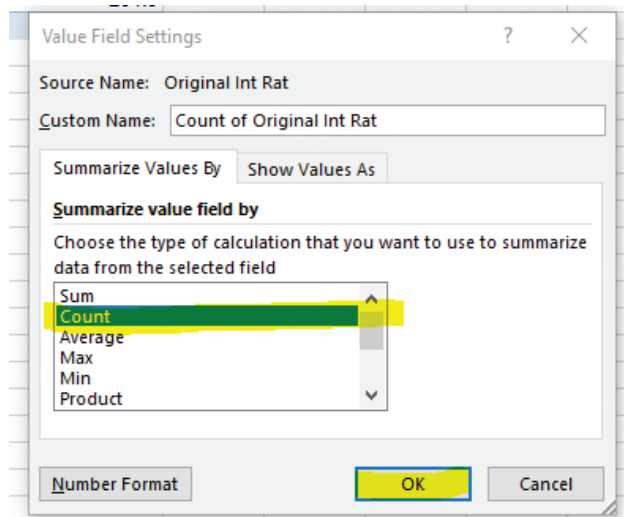 Value Field Settings ? ×
Source Name: Original Int Rat
Custom Name: Count of Original Int Rat
Summarize Values By Show Values As
Summarize value field by
Choose the type of calculation that you want to use to summarize
data from the selected field
Sum
Count
Average
Max
Min
Product
Number Format OK Cancel